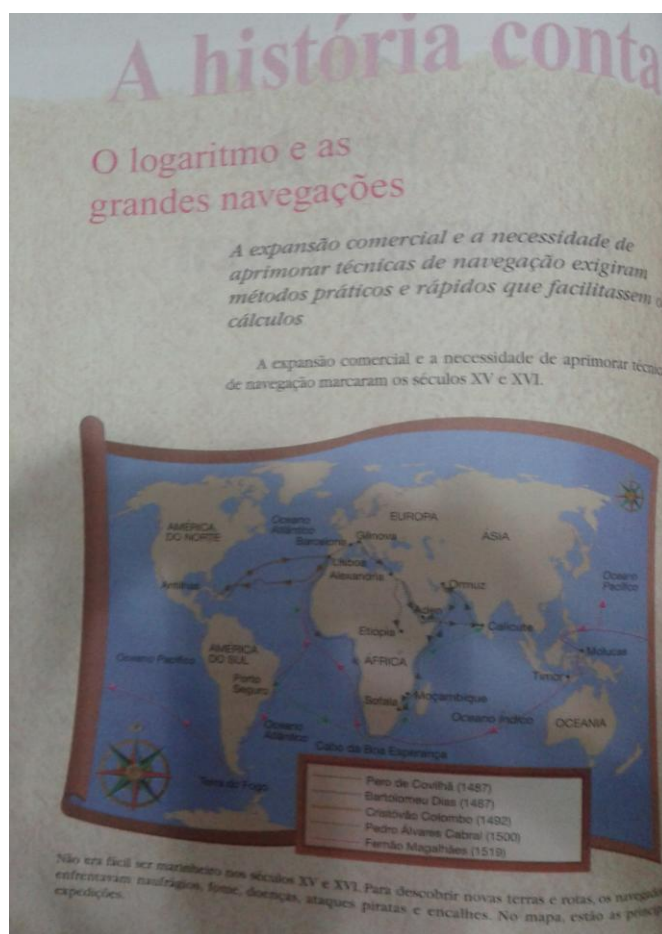 A história conta
O logaritmo e as
grandes navegações
A expansão comercial e a necessidade de
aprimorar técnicas de navegação exigiram
métodos práticos e rápidos que facilitassem
cálculos
A expansão comercial e a necessidade de aprimorar
de navegação marcaram os séculos XV e XVI.
AMÉRICA
DO NORTE
Oceano
Atlântico
EUROPA
Barcelona
Gênova
ÁSIA
Lisboa
Alexandria
Antilhas
Ormuz
Oceano
Pacífico
Aden
Etiópia
Calicute
AMÉRICA
DO SUL
Oceano Pacífico
ÁFRICA
Molucas
Timor
Porto
Seguro
Sofala
Moçambique
Oceano Índico
OCEANIA
Oceano
Atlântico
Cabo da Boa Esperança
Terra do Fogo
Pero de Covilhã (1487)
Bartolomeu Dias (1487)
Cristóvão Colombo (1492)
Pedro Álvares Cabral (1500)
Fernão Magalhães (1519)
Não era fácil ser marinheiro nos séculos XV e XVI. Para descobrir novas terras e rotas, os
enfrentavam naufrágios, fome, doenças, ataques piratas e encalhes. No mapa, estão as
expedições.